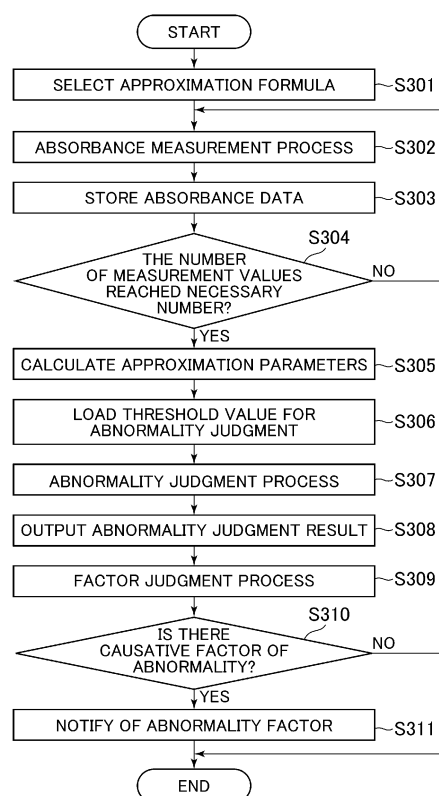 START
SELECT APPROXIMATION FORMULA
S301
ABSORBANCE MEASUREMENT PROCESS
S302
STORE ABSORBANCE DATA
S303
S304
THE NUMBER
OF MEASUREMENT VALUES
REACHED NECESSARY
NUMBER?
NO
YES
CALCULATE APPROXIMATION PARAMETERS
S305
LOAD THRESHOLD VALUE FOR
ABNORMALITY JUDGMENT
S306
ABNORMALITY JUDGMENT PROCESS
S307
OUTPUT ABNORMALITY JUDGMENT RESULT
S308
FACTOR JUDGMENT PROCESS
S309
S310
IS THERE
CAUSATIVE FACTOR OF
ABNORMALITY?
NO
YES
NOTIFY OF ABNORMALITY FACTOR
S311
END